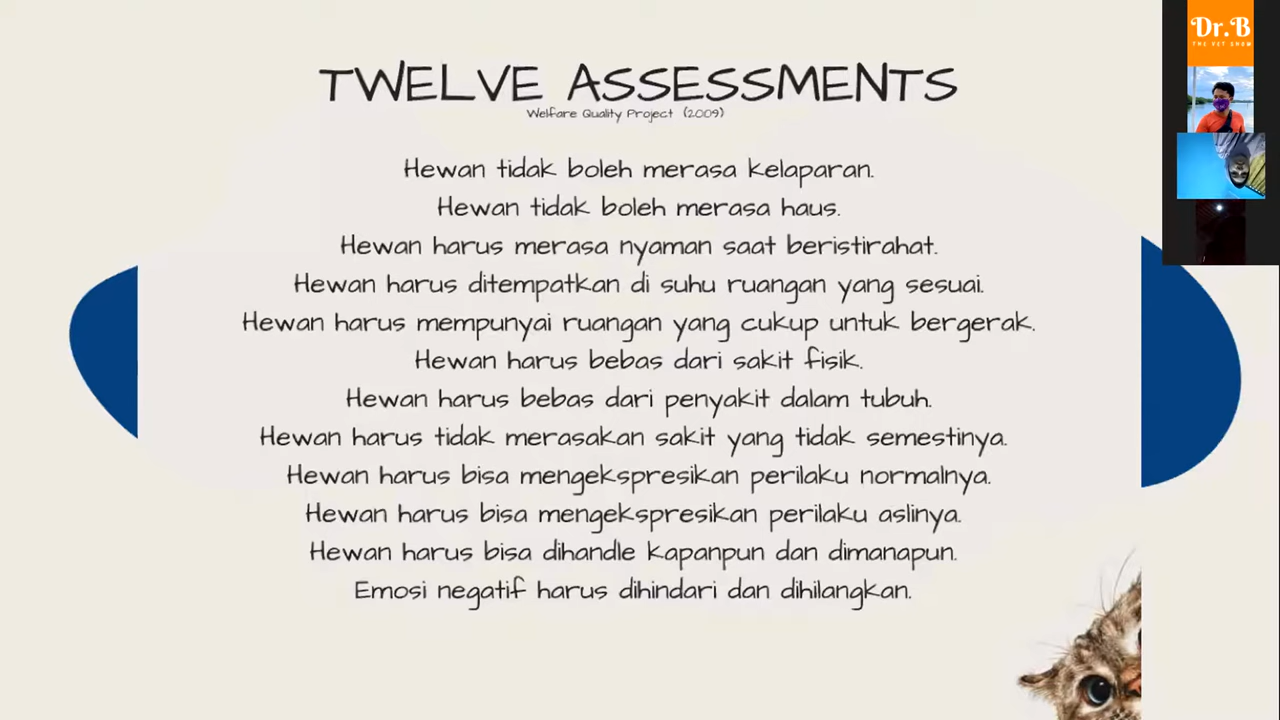 TWELVE ASSESSMENTS
Welfare Quality Project (2009)
Hewan tidak boleh merasa kelaparan.
Hewan tidak boleh merasa haus.
Hewan harus merasa nyaman saat beristirahat.
Hewan harus ditempatkan di suhu ruangan yang sesuai.
Hewan harus mempunyai ruangan yang cukup untuk bergerak.
Hewan harus bebas dari sakit fisik.
Hewan harus bebas dari penyakit dalam tubuh.
Hewan harus tidak merasakan sakit yang tidak semestinya.
Hewan harus bisa mengekspresikan perilaku normalnya.
Hewan harus bisa mengekspresikan perilaku aslinya.
Hewan harus bisa dihandle kapanpun dan dimanapun.
Emosi negatif harus dihindari dan dihilangkan.
Dr.B
THE PET SHOW